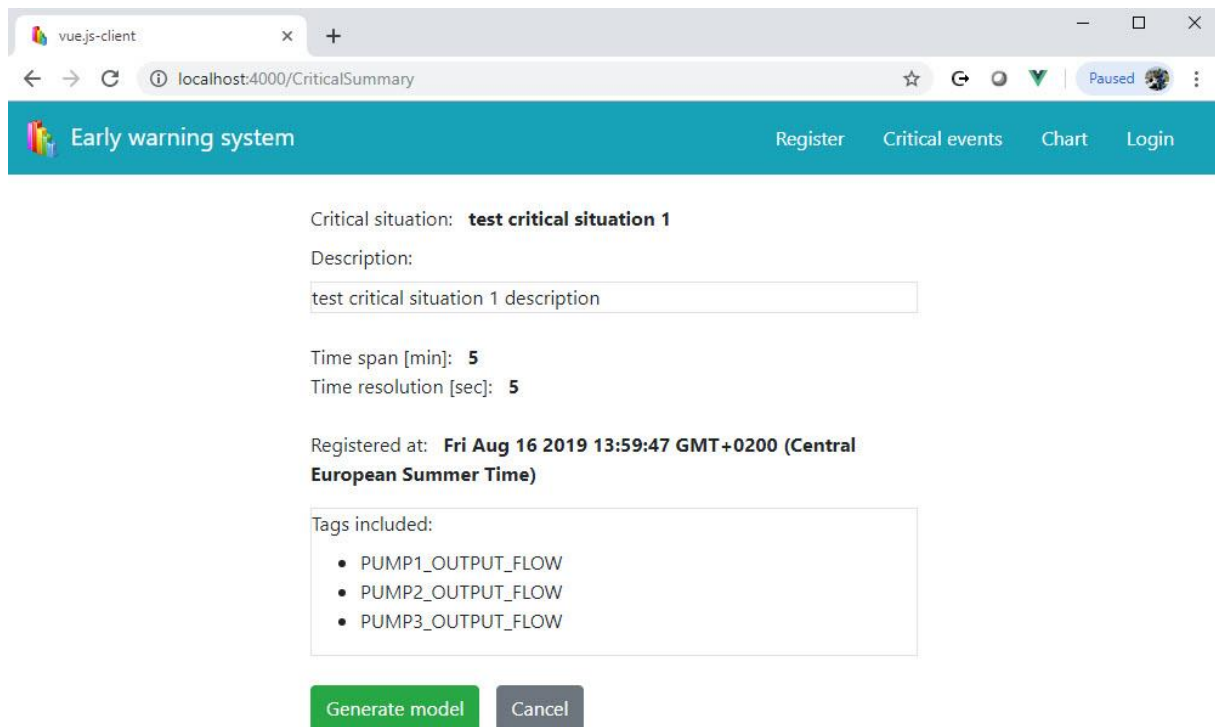 vue.js-client
localhost:4000/CriticalSummary
Paused
Early warning system
Register
Critical events
Chart
Login
Critical situation: test critical situation 1
Description:
test critical situation 1 description
Time span [min]: 5
Time resolution [sec]: 5
Registered at: Fri Aug 16 2019 13:59:47 GMT+0200 (Central
European Summer Time)
Tags included:
• PUMP1_OUTPUT_FLOW
• PUMP2_OUTPUT_FLOW
• PUMP3_OUTPUT_FLOW
Generate model
Cancel